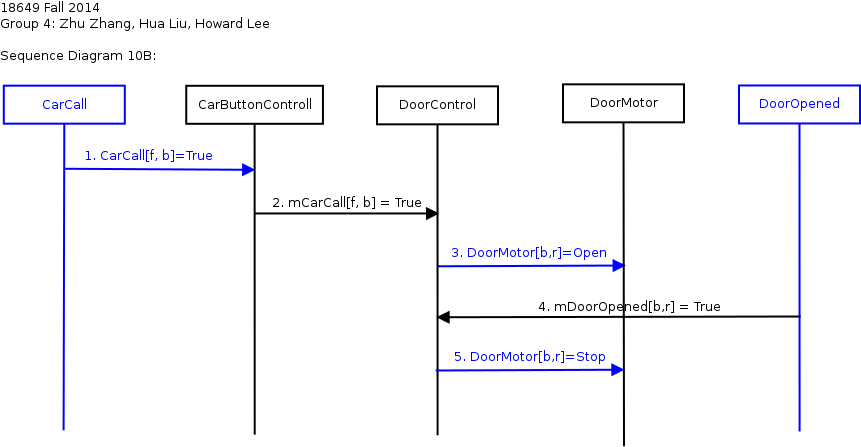 18649 Fall 2014
Group 4: Zhu Zhang, Hua Liu, Howard Lee
Sequence Diagram 10B:
CarCall
CarButtonControll
DoorControl
DoorMotor
DoorOpened
1. CarCall[f, b]=True
2. mCarCall[f, b] = True
3. DoorMotor[b,r]=Open
4. mDoorOpened[b,r] = True
5. DoorMotor[b,r]=Stop